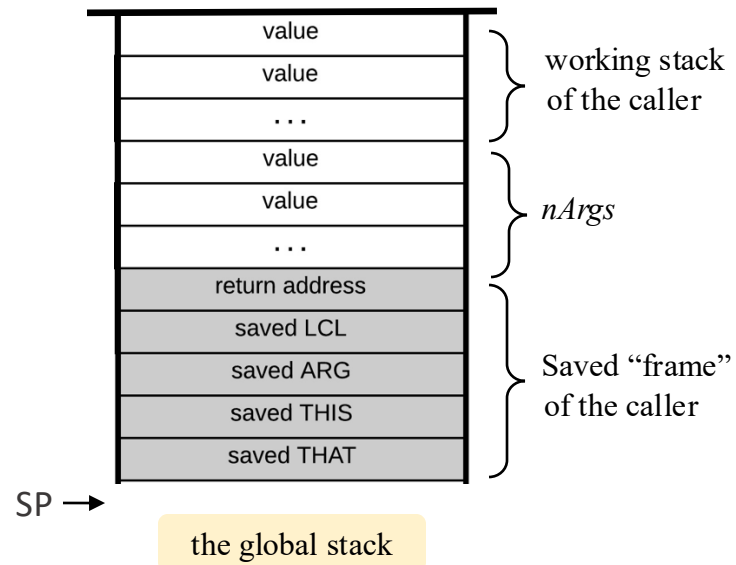 value
value
...
value
value
...
return address
saved LCL
saved ARG
saved THIS
saved THAT
working stack
of the caller
nArgs
Saved “frame”
of the caller
SP
the global stack